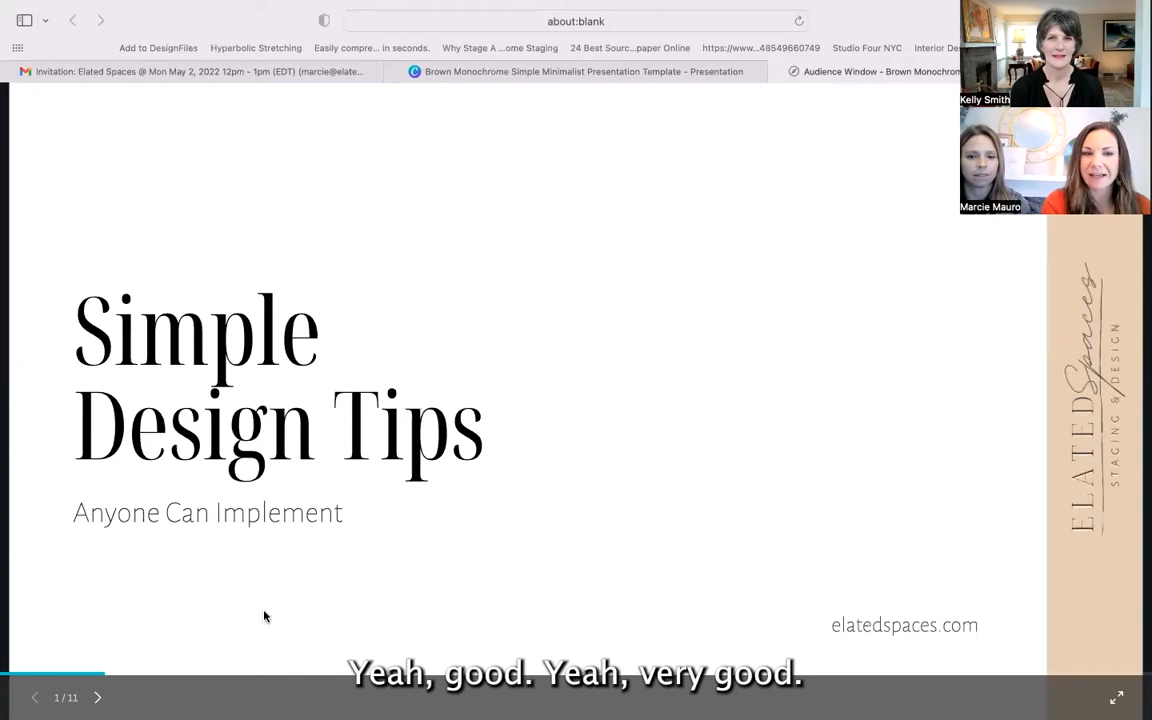 about:blank
Add to DesignFiles
Hyperbolic Stretching
Easily compre... in seconds.
Why Stage A ...ome Staging
24 Best Sourc...paper Online
https://www...48549660749
Studio Four NYC
Interior De
Invitation: Elated Spaces @ Mon May 2, 2022 12pm - 1pm (EDT) (marcie@elate...
Brown Monochrome Simple Minimalist Presentation Template - Presentation
Audience Window - Brown Monochrom
Kelly Smith
Marcie Mauro
Simple
Design Tips
Anyone Can Implement
ELATED Spaces
STAGING & DESIGN
elatedspaces.com
Yeah, good. Yeah, very good.
1 / 11